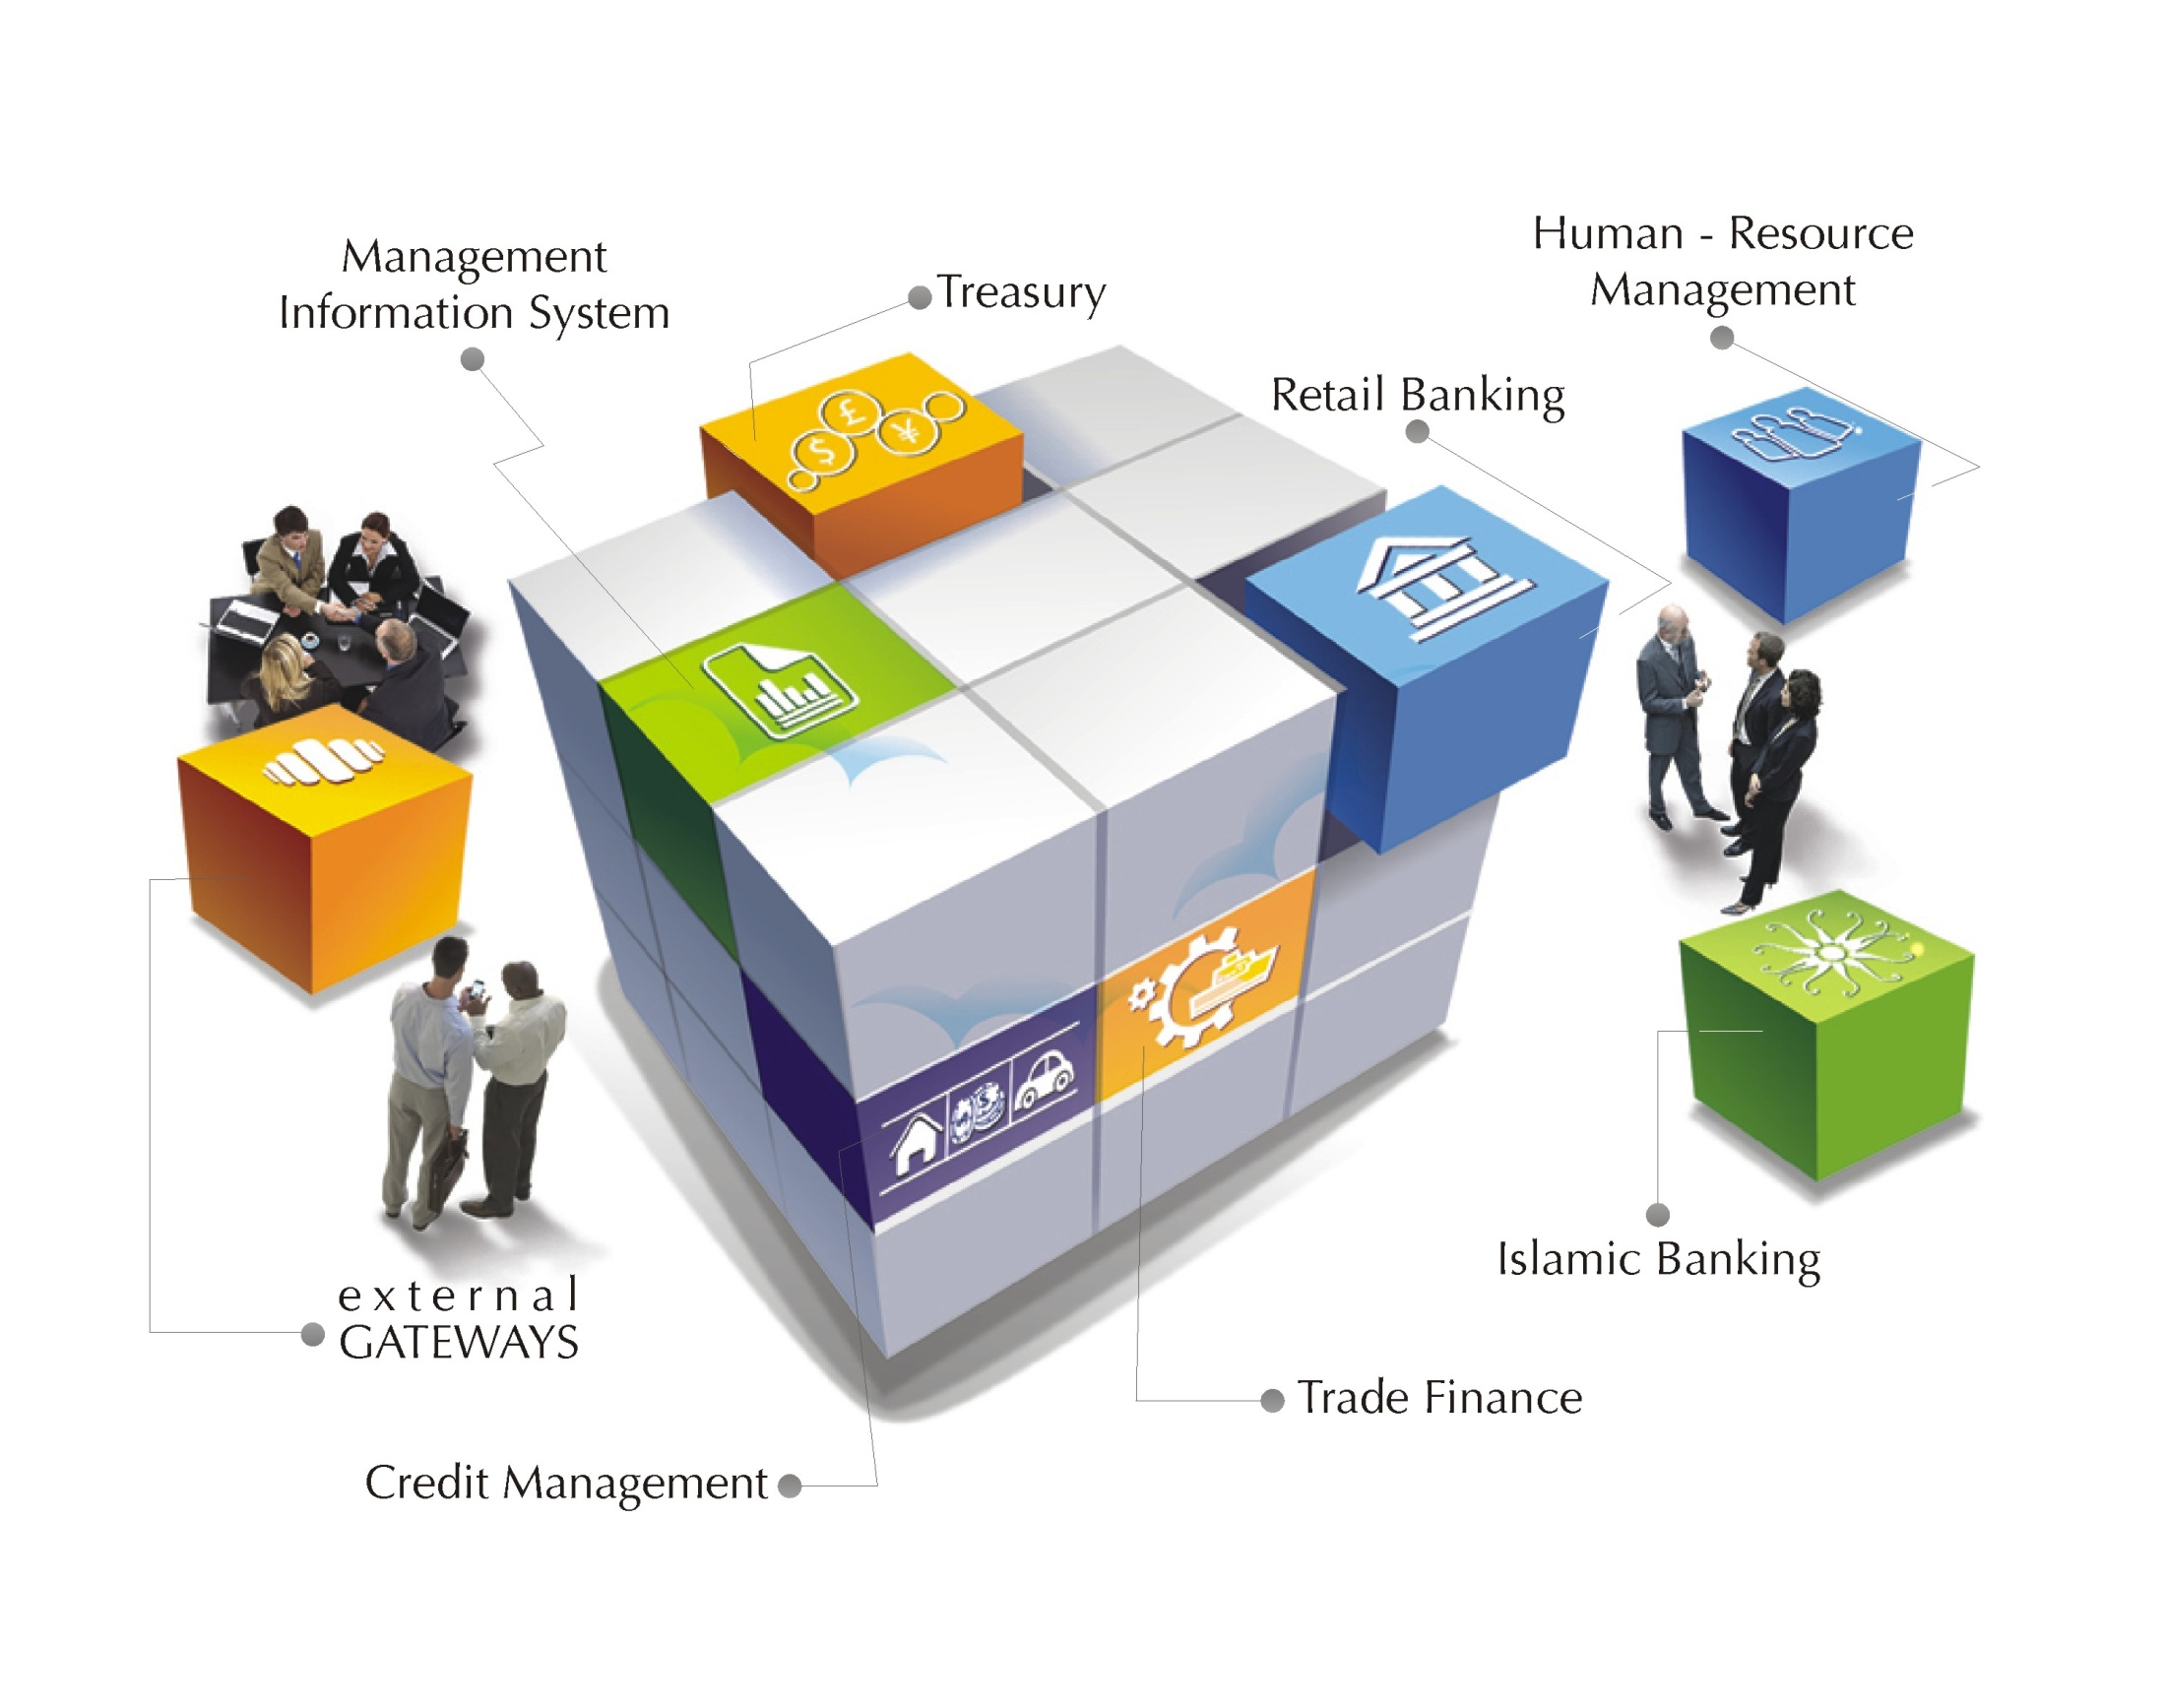 Human - Resource
Management
Management
Information System
Treasury
Retail Banking
£
$
¥
$
Islamic Banking
external
GATEWAYS
Trade Finance
Credit Management